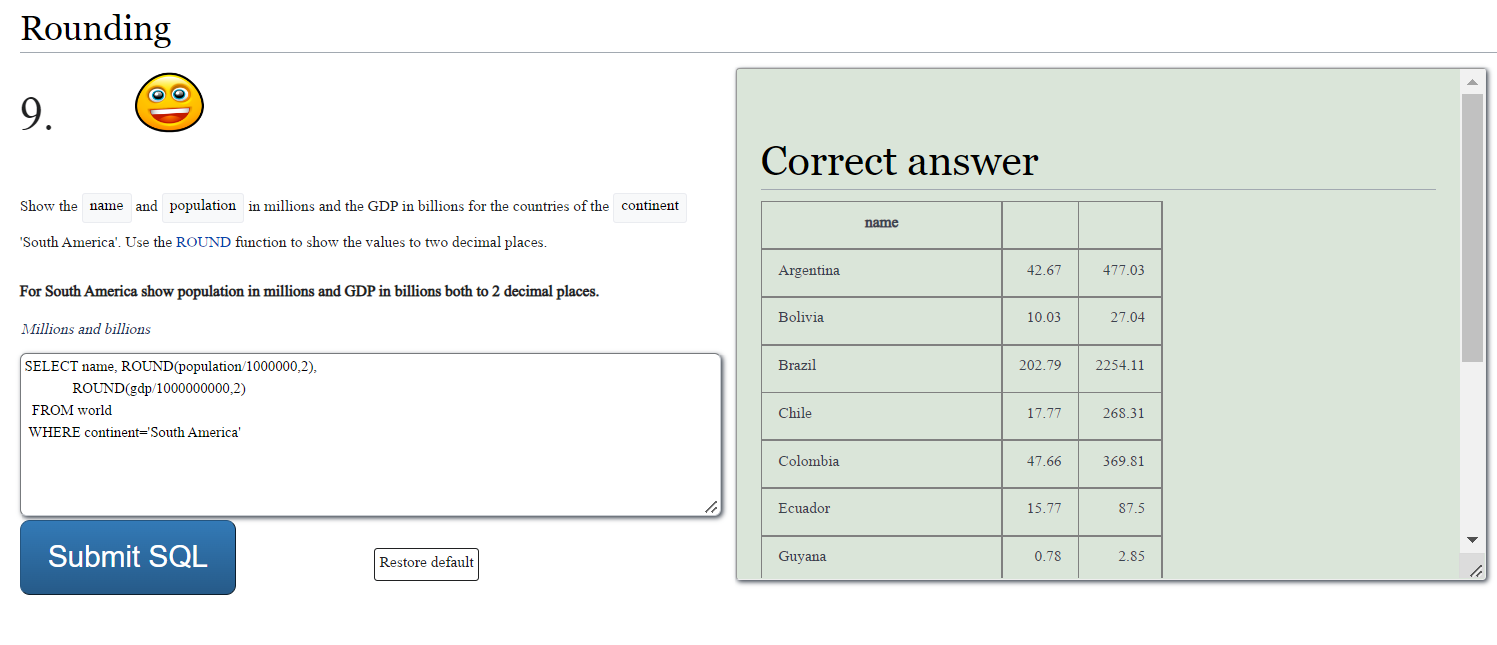 Rounding
9.
Show the name and population in millions and the GDP in billions for the countries of the continent
'South America'. Use the ROUND function to show the values to two decimal places.
For South America show population in millions and GDP in billions both to 2 decimal places.
Millions and billions
SELECT name, ROUND(population/1000000,2),
ROUND(gdp/1000000000,2)
FROM world
WHERE continent='South America'
Submit SQL
Restore default
Correct answer
name
Argentina 42.67 477.03
Bolivia 10.03 27.04
Brazil 202.79 2254.11
Chile 17.77 268.31
Colombia 47.66 369.81
Ecuador 15.77 87.5
Guyana 0.78 2.85